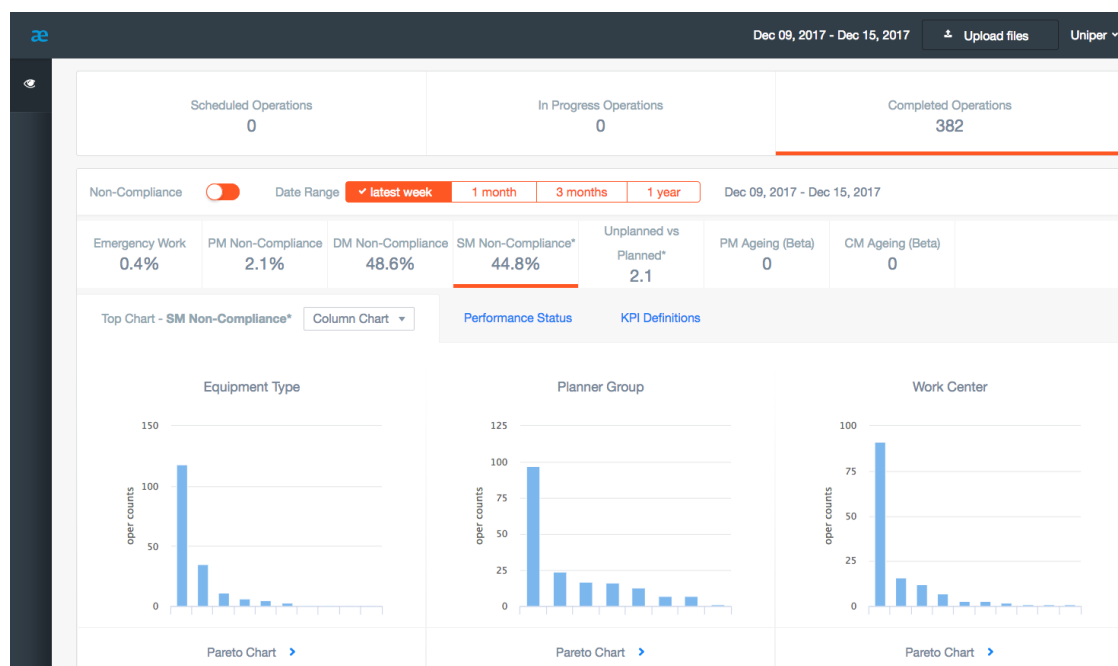 æ
Dec 09, 2017 - Dec 15, 2017
Upload files
Uniper
Scheduled Operations
0
In Progress Operations
0
Completed Operations
382
Non-Compliance
Date Range
latest week
1 month
3 months
1 year
Dec 09, 2017 - Dec 15, 2017
Emergency Work
0.4%
PM Non-Compliance
2.1%
DM Non-Compliance
48.6%
SM Non-Compliance*
44.8%
Unplanned vs
Planned*
2.1
PM Ageing (Beta)
0
CM Ageing (Beta)
0
Top Chart - SM Non-Compliance*
Column Chart
Performance Status
KPI Definitions
Equipment Type
150
100
50
0
oper counts
Pareto Chart
Planner Group
125
100
75
50
25
0
oper counts
Pareto Chart
Work Center
100
75
50
25
0
oper counts
Pareto Chart